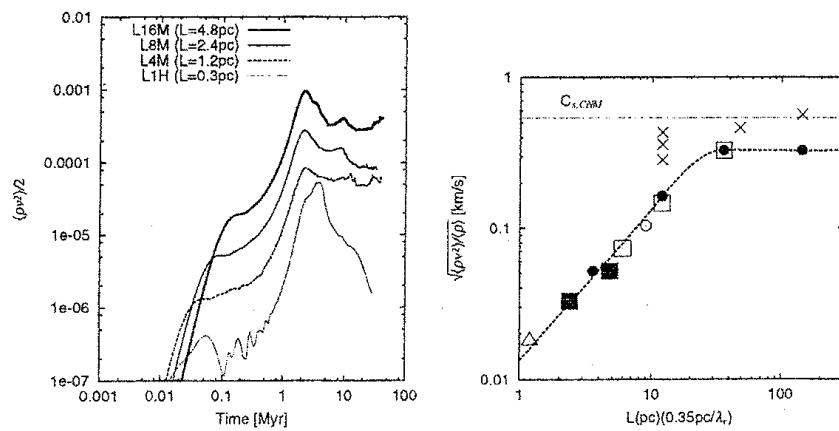 0.01
0.001
0.0001
1e-05
1e-06
1e-07
⟨ρv²⟩/2
L16M (L=4.8pc)
L8M (L=2.4pc)
L4M (L=1.2pc)
L1H (L=0.3pc)
0.001
0.01
0.1
1
10
100
Time [Myr]
1
0.1
0.01
√⟨ρv²⟩/⟨ρ⟩ [km/s]
C_{s,CNM}
1
10
100
L(pc)(0.35pc/λ_r)